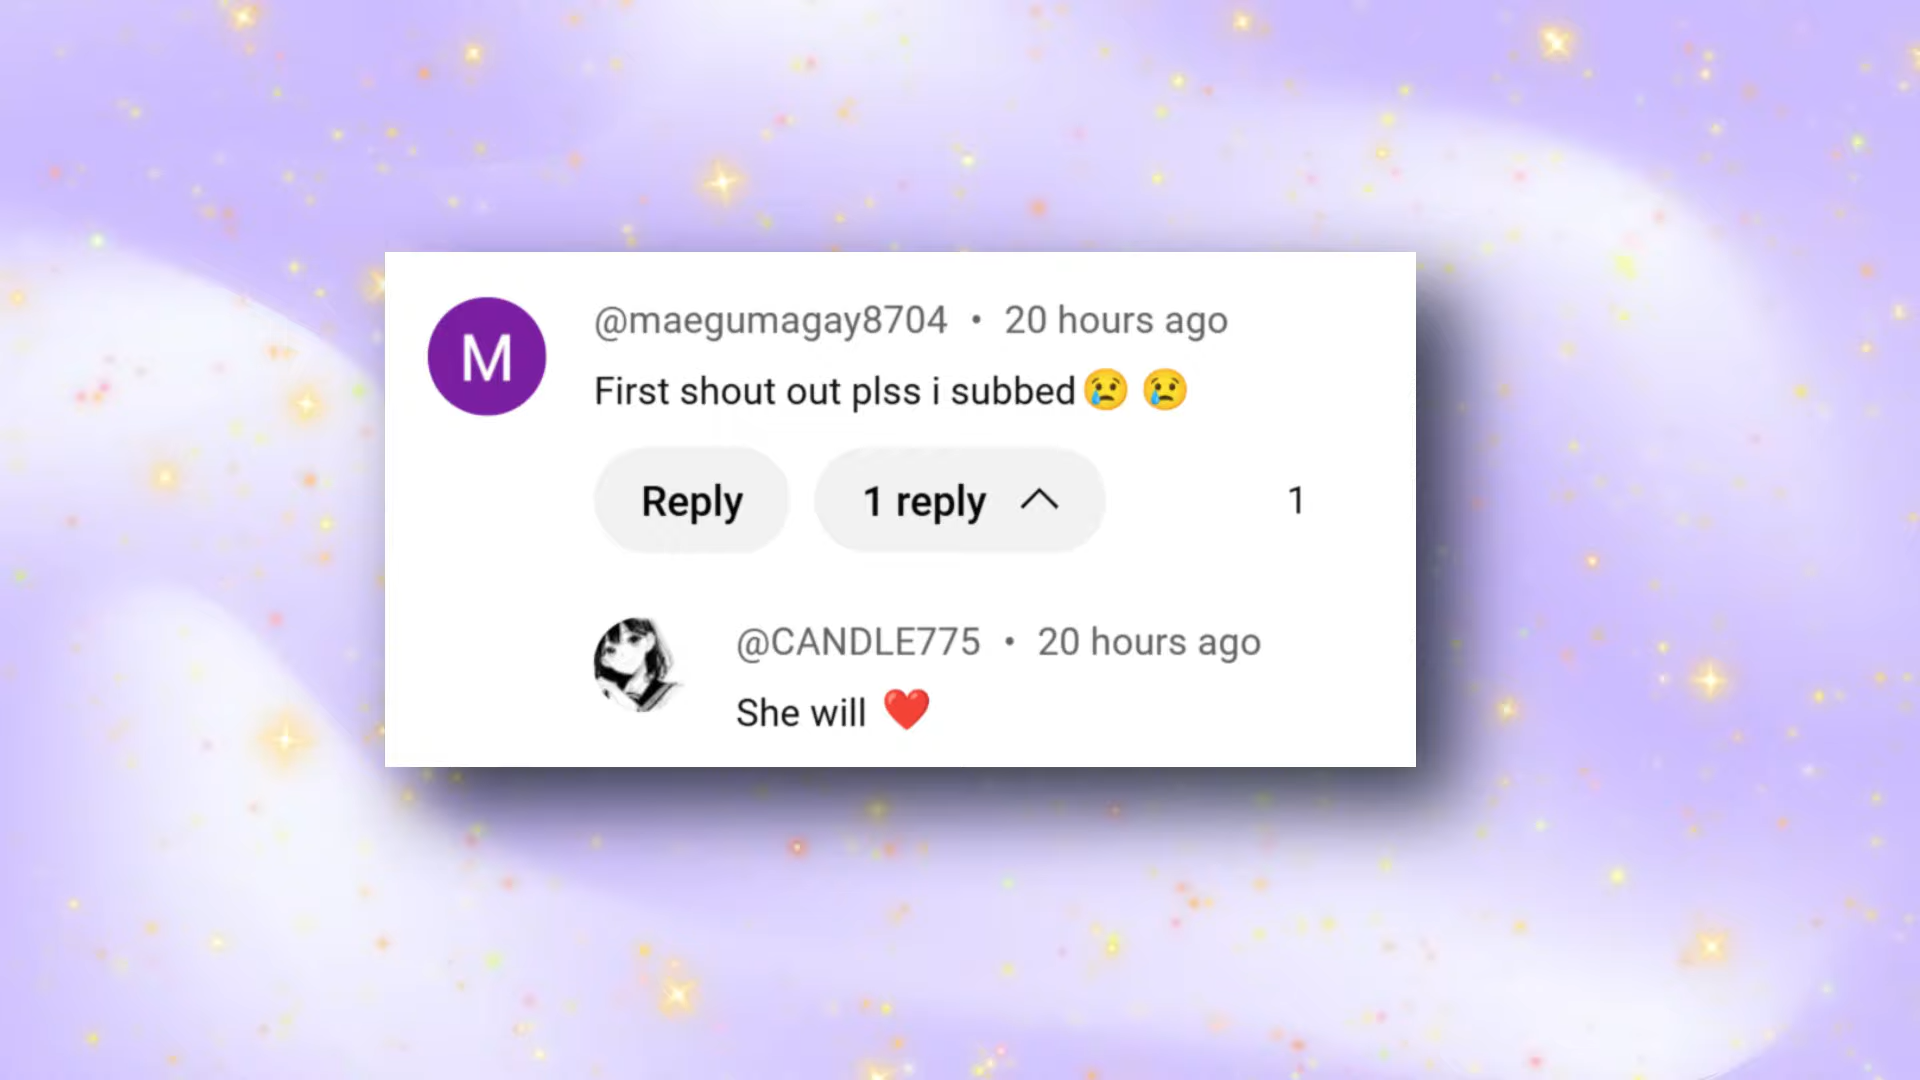 M
@maegumagay8704 • 20 hours ago
First shout out plss i subbed😢 😢
Reply
1 reply
1
@CANDLE775 • 20 hours ago
She will ❤️